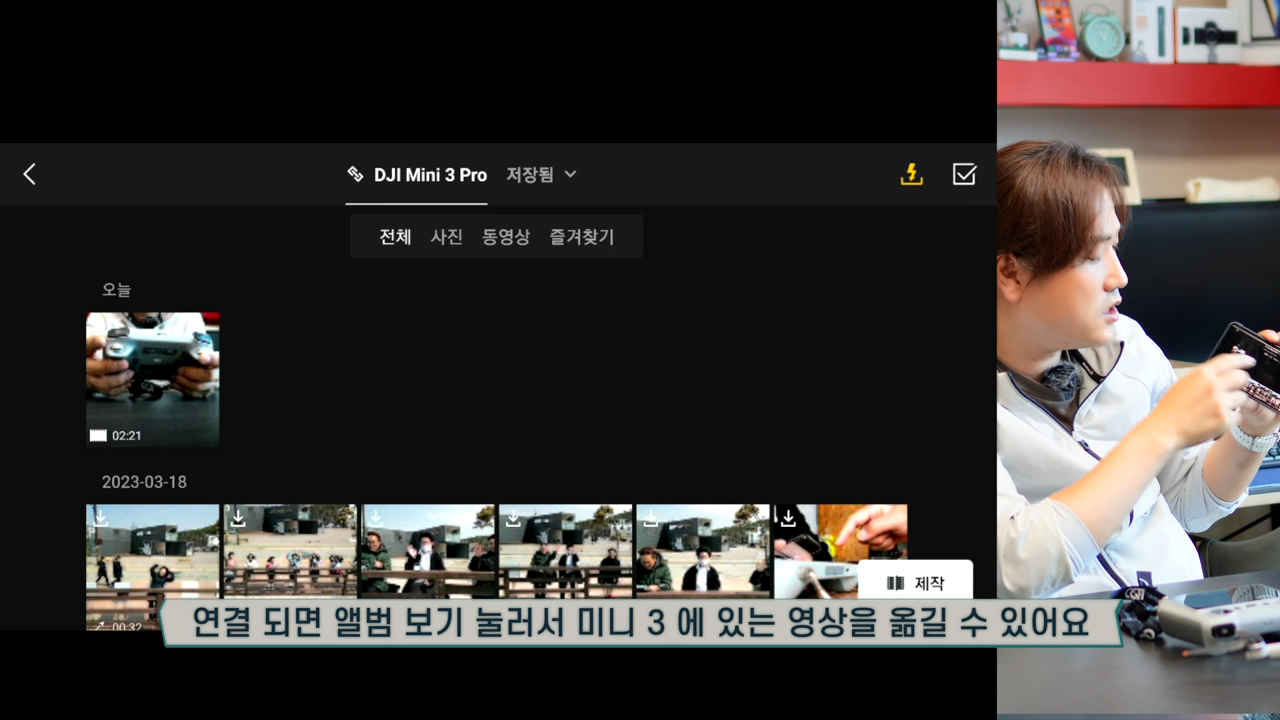 DJI Mini 3 Pro 저장됨
전체 사진 동영상 즐겨찾기
오늘
02:21
2023-03-18
00:32
제작
연결 되면 앨범 보기 눌러서 미니 3 에 있는 영상을 옮길 수 있어요